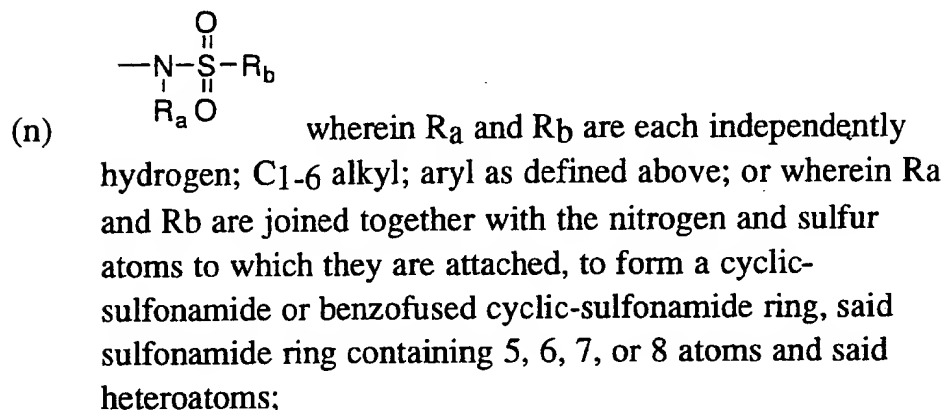 O
—N–S–Rb
Ra O
(n) wherein Ra and Rb are each independently
hydrogen; C1-6 alkyl; aryl as defined above; or wherein Ra
and Rb are joined together with the nitrogen and sulfur
atoms to which they are attached, to form a cyclic-
sulfonamide or benzofused cyclic-sulfonamide ring, said
sulfonamide ring containing 5, 6, 7, or 8 atoms and said
heteroatoms;